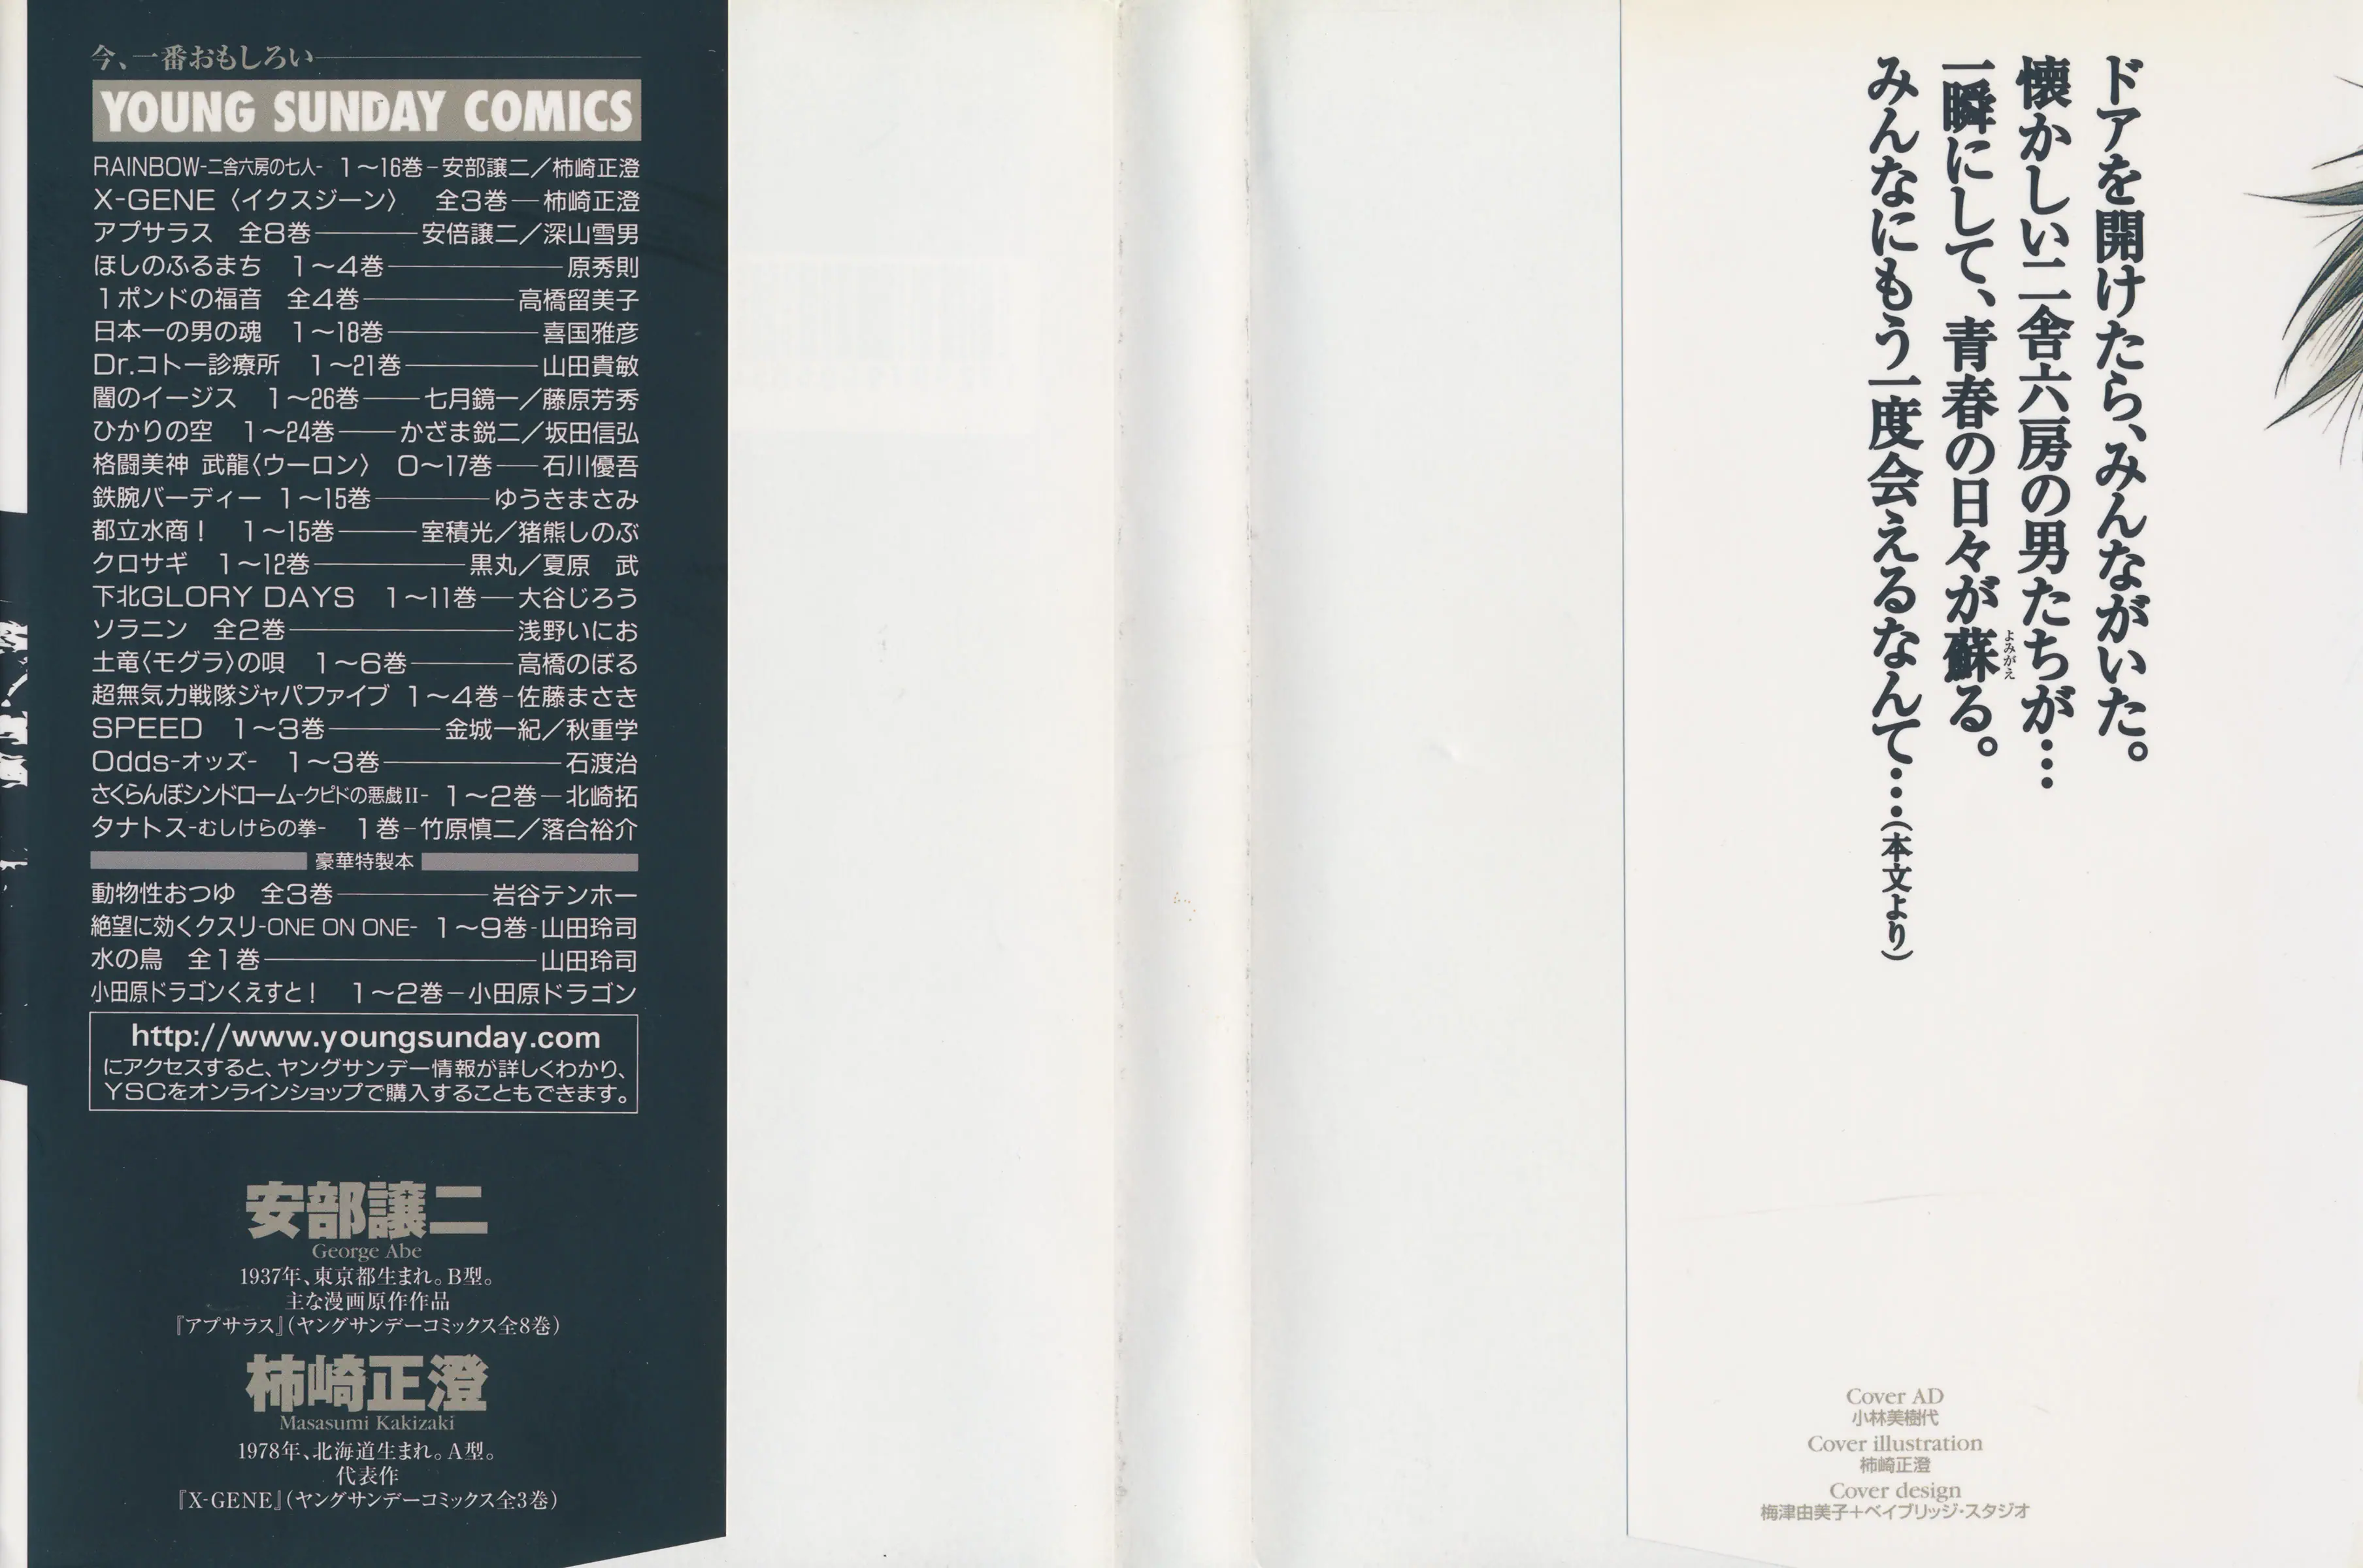 今、一番おもしろい
YOUNG SUNDAY COMICS
RAINBOW-二舎六房の七人- 1〜16巻-安部譲二／柿崎正澄
X-GENE〈イクスジーン〉 全3巻―柿崎正澄
アプサラス 全8巻―安倍譲二／深山雪男
ほしのふるまち 1〜4巻―原秀則
1ポンドの福音 全4巻―高橋留美子
日本一の男の魂 1〜18巻―喜国雅彦
Dr.コトー診療所 1〜21巻―山田貴敏
闇のイージス 1〜26巻―七月鏡一／藤原芳秀
ひかりの空 1〜24巻―かざま鋭二／坂田信弘
格闘美神 武龍〈ウーロン〉 0〜17巻―石川優吾
鉄腕バーディー 1〜15巻―ゆうきまさみ
都立水商！ 1〜15巻―室積光／猪熊しのぶ
クロサギ 1〜12巻―黒丸／夏原 武
下北GLORY DAYS 1〜11巻―大谷じろう
ソラニン 全2巻―浅野いにお
土竜〈モグラ〉の唄 1〜6巻―高橋のぼる
超無気力戦隊ジャパファイブ 1〜4巻-佐藤まさき
SPEED 1〜3巻―金城一紀／秋重学
Odds-オッズ- 1〜3巻―石渡治
さくらんぼシンドローム-クピドの悪戯II- 1〜2巻―北崎拓
タナトス-むしけらの拳- 1巻-竹原慎二／落合裕介
豪華特製本
動物性おつゆ 全3巻―岩谷テンホー
絶望に効くクスリ-ONE ON ONE- 1〜9巻-山田玲司
水の鳥 全1巻―山田玲司
小田原ドラゴンくえすと！ 1〜2巻―小田原ドラゴン
http://www.youngsunday.com
にアクセスすると、ヤングサンデー情報が詳しくわかり、
YSCをオンラインショップで購入することもできます。
安部譲二
George Abe
1937年、東京都生まれ。B型。
主な漫画原作作品
『アプサラス』（ヤングサンデーコミックス全8巻）
柿崎正澄
Masasumi Kakizaki
1978年、北海道生まれ。A型。
代表作
『X-GENE』（ヤングサンデーコミックス全3巻）
ドアを開けたら、みんながいた。
懐かしい二舎六房の男たちが…
一瞬にして、青春の日々が蘇る。
よみがえ
みんなにもう一度会えるなんて…（本文より）
Cover AD
小林美樹代
Cover illustration
柿崎正澄
Cover design
梅津由美子＋ベイブリッジ・スタジオ